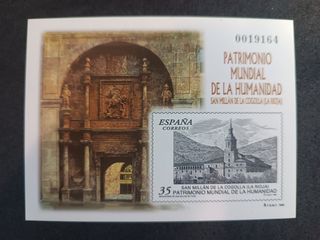 0019164
PATRIMONIO
MUNDIAL
DE LA HUMANIDAD
SAN MILLÁN DE LA COGOLLA (LA RIOJA)
ESPAÑA
CORREOS
35
SAN MILLÁN DE LA COGOLLA (LA RIOJA)
PATRIMONIO MUNDIAL DE LA HUMANIDAD